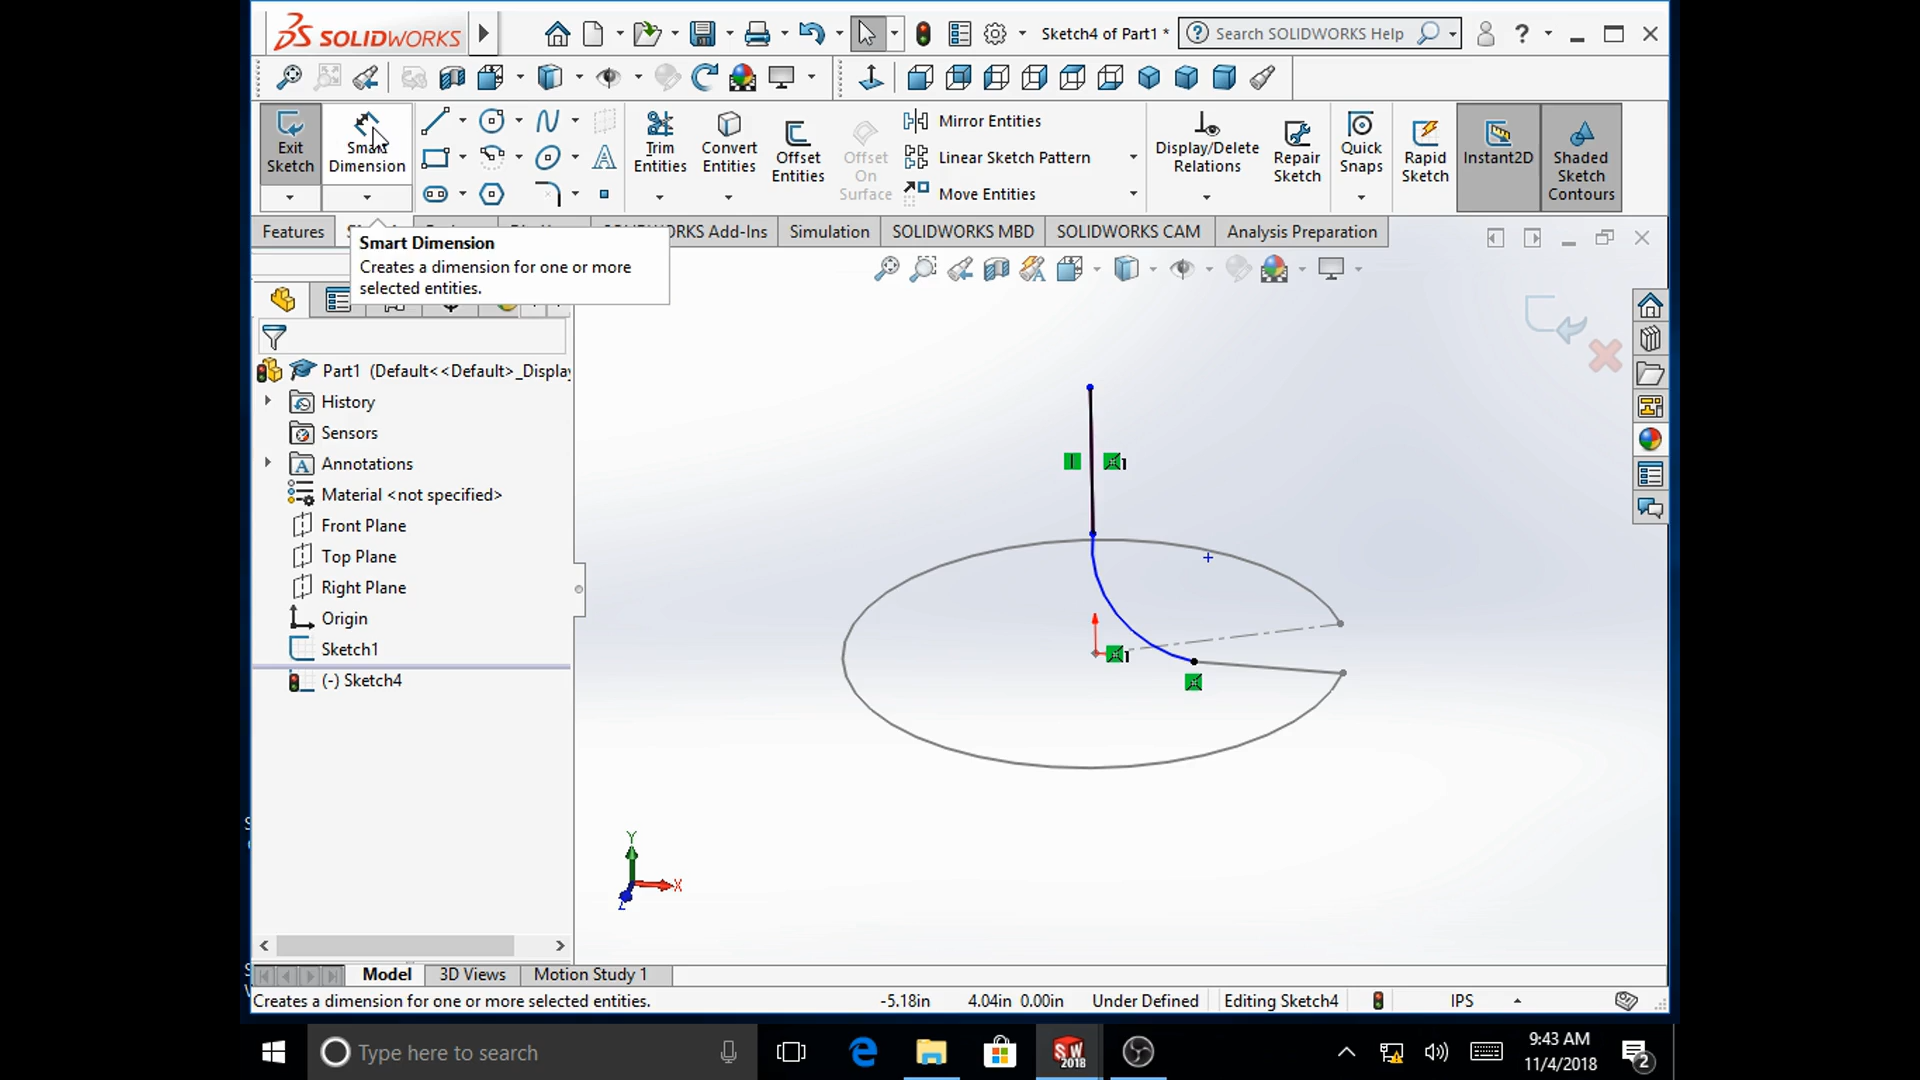 SOLIDWORKS
Sketch4 of Part1 *
Search SOLIDWORKS Help
?
Exit Sketch
Smart Dimension
Trim Entities
Convert Entities
Offset Entities
Offset On Surface
Mirror Entities
Linear Sketch Pattern
Move Entities
Display/Delete Relations
Repair Sketch
Quick Snaps
Rapid Sketch
Instant2D
Shaded Sketch Contours
Features
SOLIDWORKS Add-Ins
Simulation
SOLIDWORKS MBD
SOLIDWORKS CAM
Analysis Preparation
Smart Dimension
Creates a dimension for one or more
selected entities.
Part1 (Default<<Default>_Display
History
Sensors
Annotations
Material <not specified>
Front Plane
Top Plane
Right Plane
Origin
Sketch1
(-) Sketch4
1
1
Y
X
Z
Model
3D Views
Motion Study 1
Creates a dimension for one or more selected entities.
-5.18in
4.04in 0.00in
Under Defined
Editing Sketch4
IPS
Type here to search
SW 2018
9:43 AM
11/4/2018
2